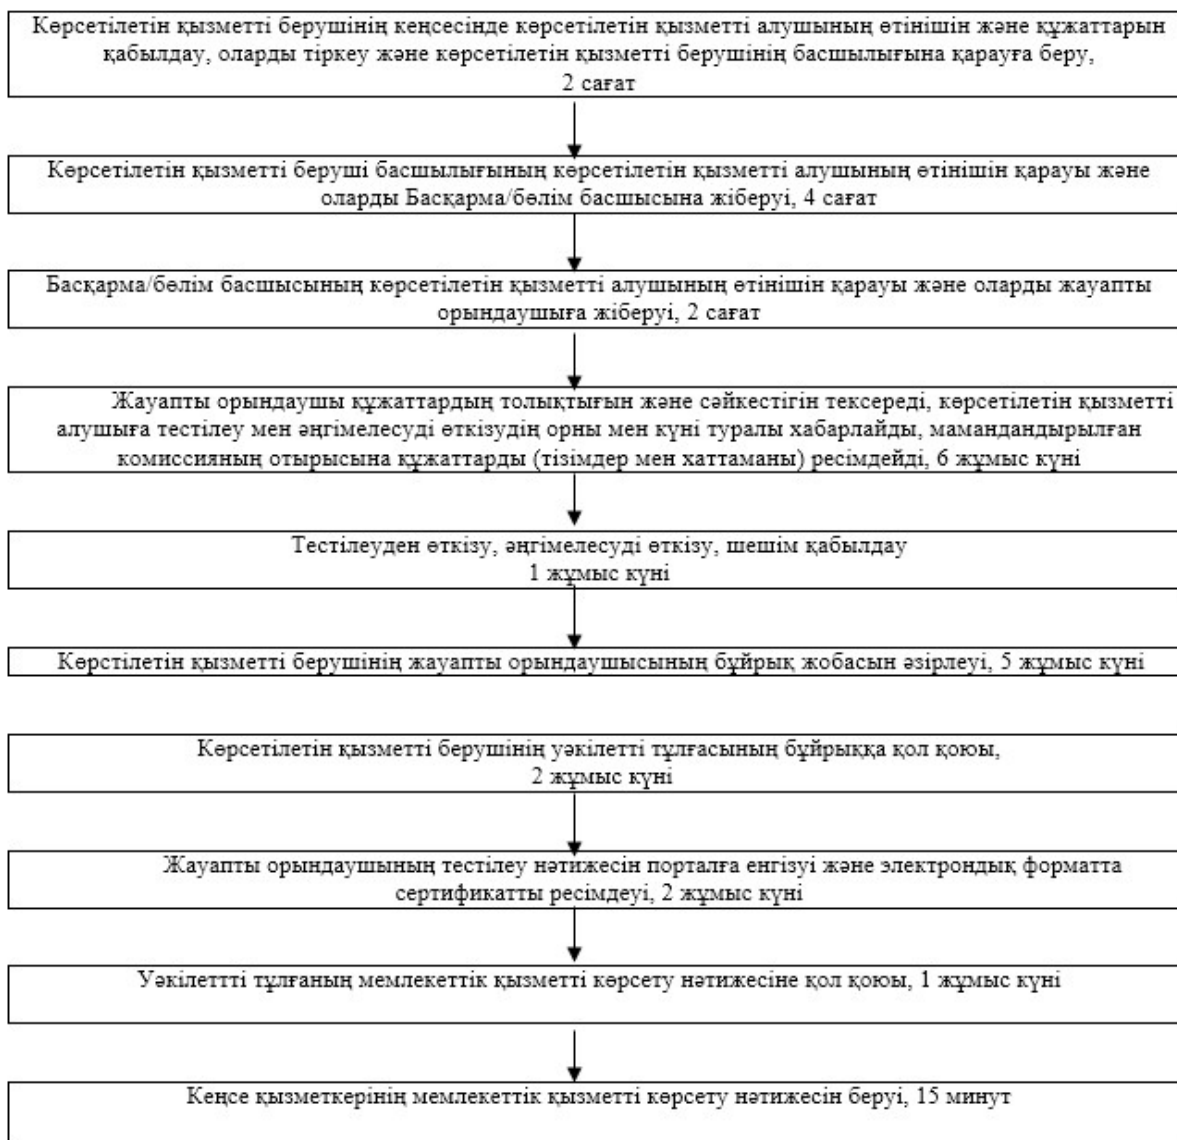 Көрсетілетін қызметті берушінің кеңсесінде көрсетілетін қызметті алушының өтінішін және құжаттарын
қабылдау, оларды тіркеу және көрсетілетін қызметті берушінің басшылығына қарауға беру,
2 сағат
Көрсетілетін қызметті беруші басшылығының көрсетілетін қызметті алушының өтінішін қарауы және
оларды Басқарма/бөлім басшысына жіберуі, 4 сағат
Басқарма/бөлім басшысының көрсетілетін қызметті алушының өтінішін қарауы және оларды жауапты
орындаушыға жіберуі, 2 сағат
Жауапты орындаушы құжаттардың толықтығын және сәйкестігін тексереді, көрсетілетін қызметті
алушыға тестілеу мен әңгімелесуді өткізудің орны мен күні туралы хабарлайды, мамандандырылған
комиссияның отырысына құжаттарды (тізімдер мен хаттаманы) ресімдейді, 6 жұмыс күні
Тестілеуден өткізу, әңгімелесуді өткізу, шешім қабылдау
1 жұмыс күні
Көрстілетін қызметті берушінің жауапты орындаушысының бұйрық жобасын әзірлеуі, 5 жұмыс күні
Көрсетілетін қызметті берушінің уәкілетті тұлғасының бұйрыққа қол қоюы,
2 жұмыс күні
Жауапты орындаушының тестілеу нәтижесін порталға енгізуі және электрондық форматта
сертификатты ресімдеуі, 2 жұмыс күні
Уәкілеттті тұлғаның мемлекеттік қызметті көрсету нәтижесіне қол қоюы, 1 жұмыс күні
Кеңсе қызметкерінің мемлекеттік қызметті көрсету нәтижесін беруі, 15 минут